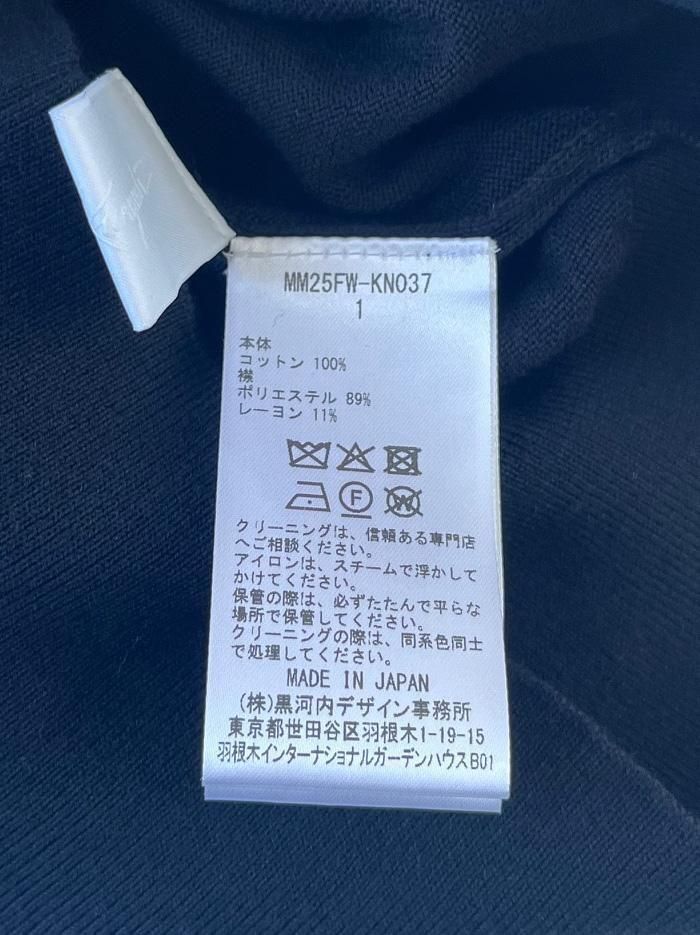 MM25FW-KN037
1
本体
コットン 100%
襟
ポリエステル 89%
レーヨン 11%
F
W
クリーニングは、信頼ある専門店
へご相談ください。
アイロンは、スチームで浮かして
かけてください。
保管の際は、必ずたたんで平らな
場所で保管してください。
クリーニングの際は、同系色同士
で処理してください。
MADE IN JAPAN
(株)黒河内デザイン事務所
東京都世田谷区羽根木1-19-15
羽根木インターナショナルガーデンハウスB01